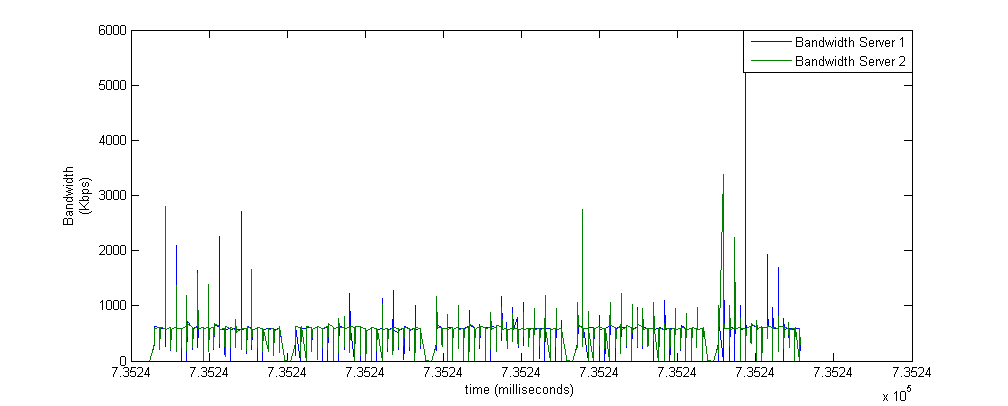 6000
5000
4000
3000
2000
1000
0
Bandwidth
(Kbps)
Bandwidth Server 1
Bandwidth Server 2
7.3524 7.3524 7.3524 7.3524 7.3524 7.3524 7.3524 7.3524 7.3524 7.3524 7.3524
time (milliseconds)
x 10^5